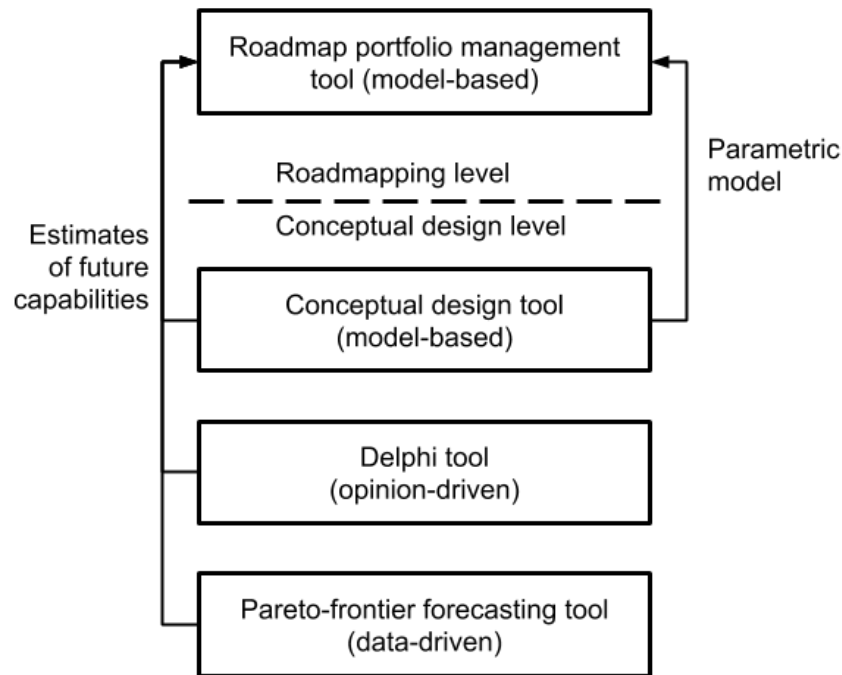 Roadmap portfolio management
tool (model-based)
Parametric
model
Roadmapping level
Conceptual design level
Estimates
of future
capabilities
Conceptual design tool
(model-based)
Delphi tool
(opinion-driven)
Pareto-frontier forecasting tool
(data-driven)